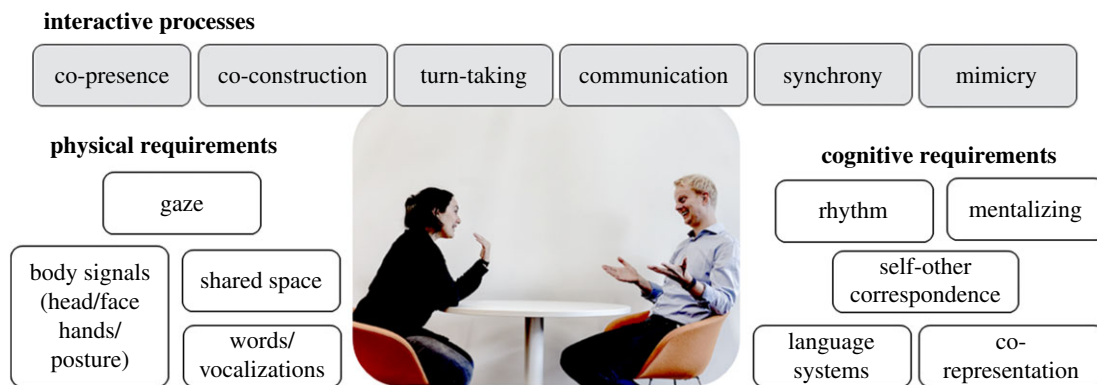 interactive processes
co-presence
co-construction
turn-taking
communication
synchrony
mimicry
physical requirements
gaze
body signals
(head/face
hands/
posture)
shared space
words/
vocalizations
cognitive requirements
rhythm
mentalizing
self-other
correspondence
language
systems
co-
representation